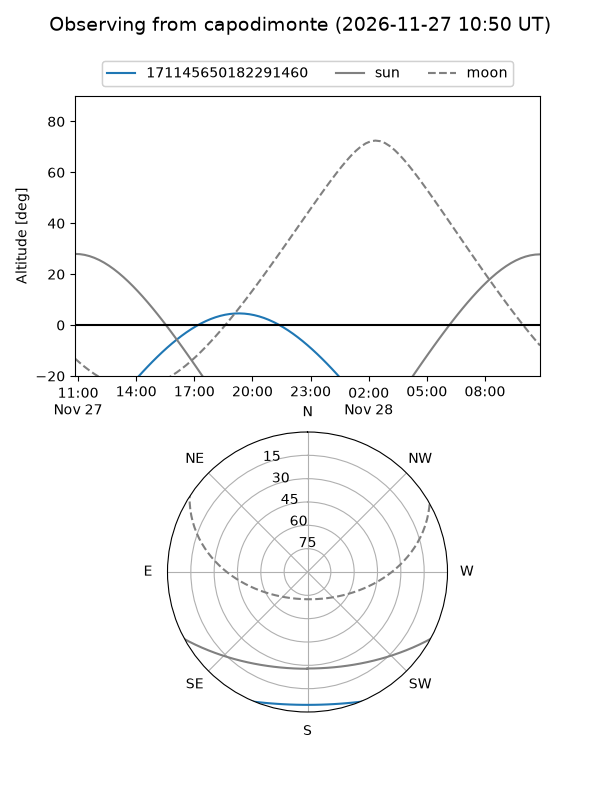 Observing from capodimonte (2026-11-27 10:50 UT)
171145650182291460 sun moon
80
60
40
20
0
−20
Altitude [deg]
11:00 14:00 17:00 20:00 23:00 02:00 05:00 08:00
Nov 27 Nov 28
N
NE NW
15
30
45
60
75
E W
SE SW
S